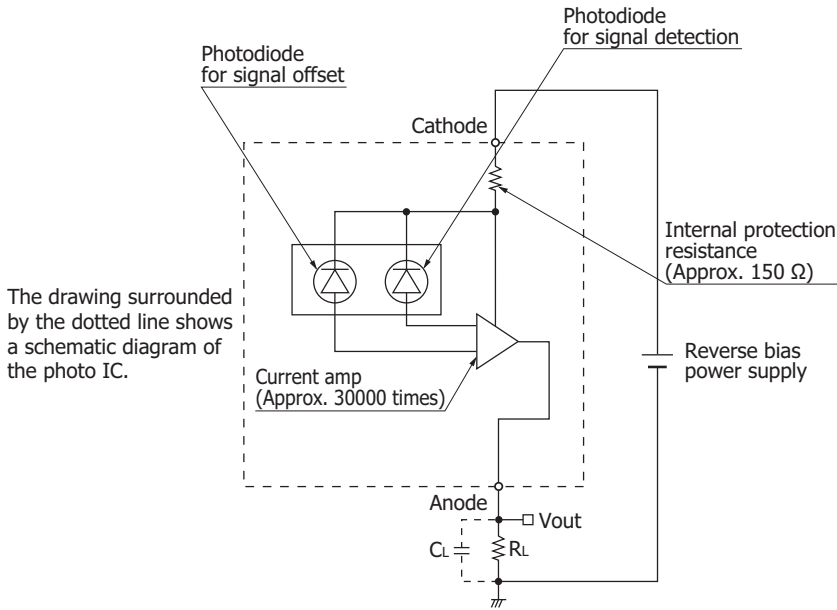 Photodiode
for signal detection
Photodiode
for signal offset
Cathode
Internal protection
resistance
(Approx. 150 Ω)
The drawing surrounded
by the dotted line shows
a schematic diagram of
the photo IC.
Reverse bias
power supply
Current amp
(Approx. 30000 times)
Anode
Vout
CL
RL